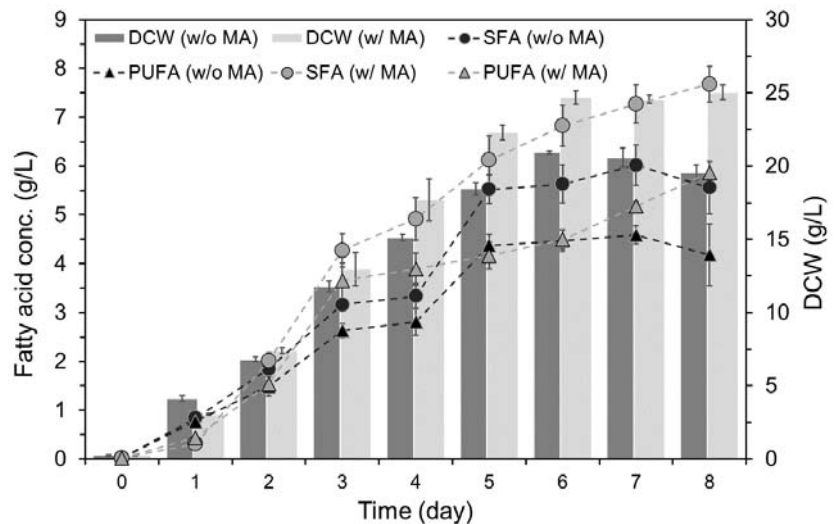 DCW (w/o MA) DCW (w/ MA) SFA (w/o MA)
PUFA (w/o MA) SFA (w/ MA) PUFA (w/ MA)
Fatty acid conc. (g/L)
9
8
7
6
5
4
3
2
1
0
30
25
20
15
10
5
0
DCW (g/L)
0 1 2 3 4 5 6 7 8
Time (day)